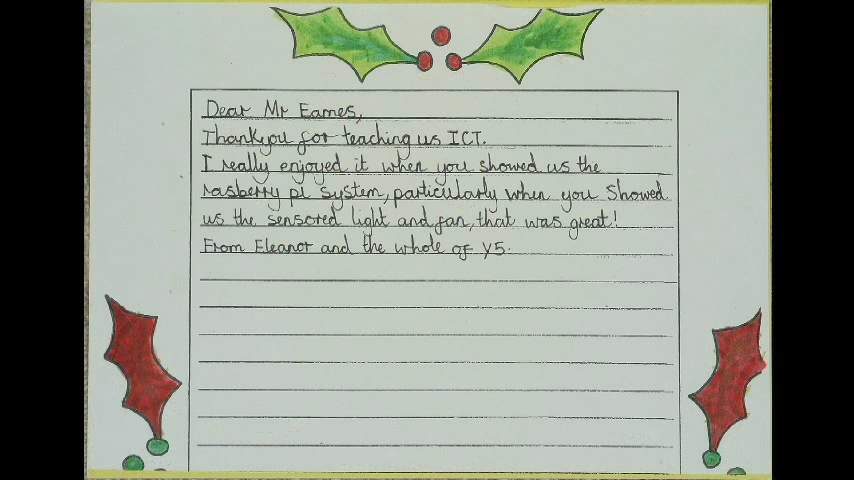 Dear Mr Eames,
Thankyou for teaching us ICT.
I really enjoyed it when you showed us the
rasberry pi system, particularly when you showed
us the sensored light and fan, that was great!
From Eleanor and the whole of Y5.